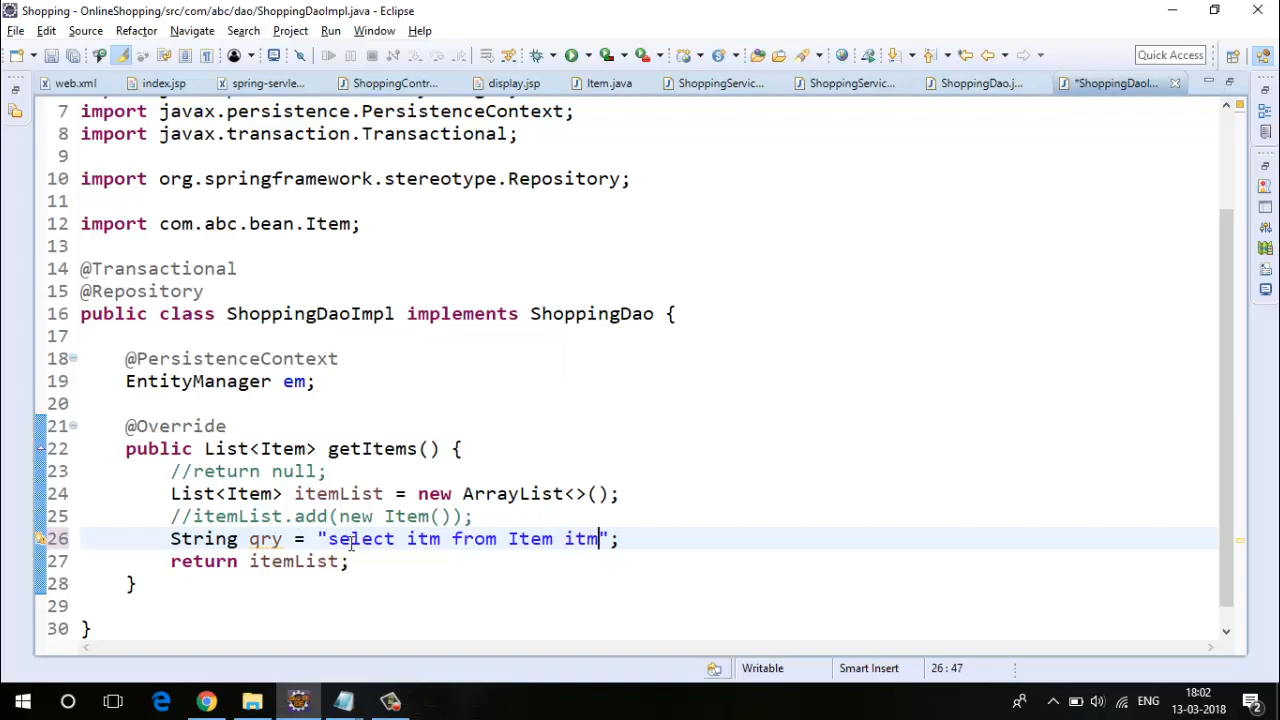 Shopping - OnlineShopping/src/com/abc/dao/ShoppingDaoImpl.java - Eclipse
File Edit Source Refactor Navigate Search Project Run Window Help
Quick Access
web.xml index.jsp spring-servle... ShoppingContr... display.jsp Item.java ShoppingServic... ShoppingServic... ShoppingDao.j... *ShoppingDaoI...
7 import javax.persistence.PersistenceContext;
8 import javax.transaction.Transactional;
9
10 import org.springframework.stereotype.Repository;
11
12 import com.abc.bean.Item;
13
14 @Transactional
15 @Repository
16 public class ShoppingDaoImpl implements ShoppingDao {
17
18 @PersistenceContext
19 EntityManager em;
20
21 @Override
22 public List<Item> getItems() {
23 //return null;
24 List<Item> itemList = new ArrayList<>();
25 //itemList.add(new Item());
26 String qry = "select itm from Item itm";
27 return itemList;
28 }
29
30 }
Writable Smart Insert 26 : 47
ENG 18:02
13-03-2018
2